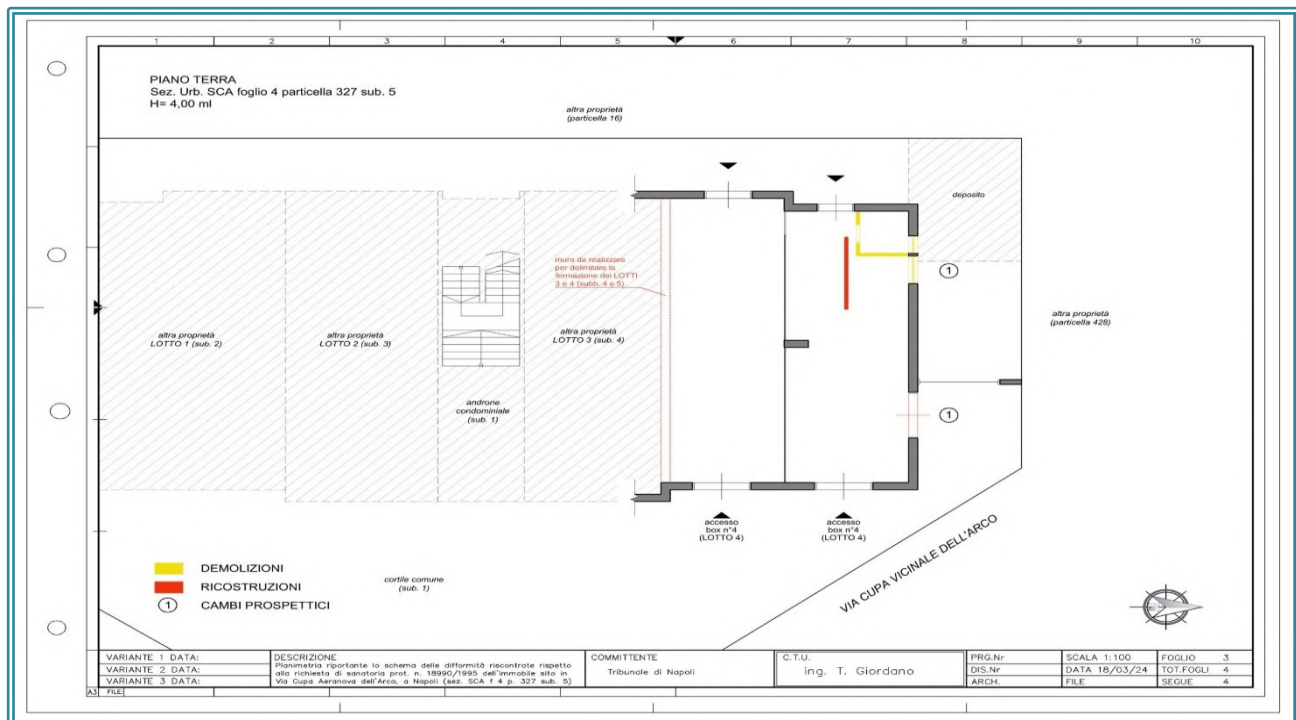 1 2 3 4 5 6 7 8 9 10
PIANO TERRA
Sez. Urb. SCA foglio 4 particella 327 sub. 5
H= 4,00 ml
altra proprietà
(particella 16)
deposito
muro da realizzare
per delimitare la
formazione dei LOTTI
3 e 4 (subb. 4 e 5)
1
altra proprietà
(particella 428)
altra proprietà
LOTTO 1 (sub. 2)
altra proprietà
LOTTO 2 (sub. 3)
altra proprietà
LOTTO 3 (sub. 4)
androne
condominiale
(sub. 1)
1
accesso
box n°4
(LOTTO 4)
accesso
box n°4
(LOTTO 4)
VIA CUPA VICINALE DELL'ARCO
DEMOLIZIONI
RICOSTRUZIONI
1 CAMBI PROSPETTICI
cortile comune
(sub. 1)
VARIANTE 1 DATA:
VARIANTE 2 DATA:
VARIANTE 3 DATA:
A3 FILE:
DESCRIZIONE
Planimetria riportante lo schema delle difformità riscontrate rispetto
alla richiesta di sanatoria prot. n. 18990/1995 dell'immobile sito in
Via Cupa Aeranova dell'Arco, a Napoli (sez. SCA f 4 p. 327 sub. 5)
COMMITTENTE
Tribunale di Napoli
C.T.U.
ing. T. Giordano
PRG.Nr SCALA 1:100 FOGLIO 3
DIS.Nr DATA 18/03/24 TOT.FOGLI 4
ARCH. FILE SEGUE 4